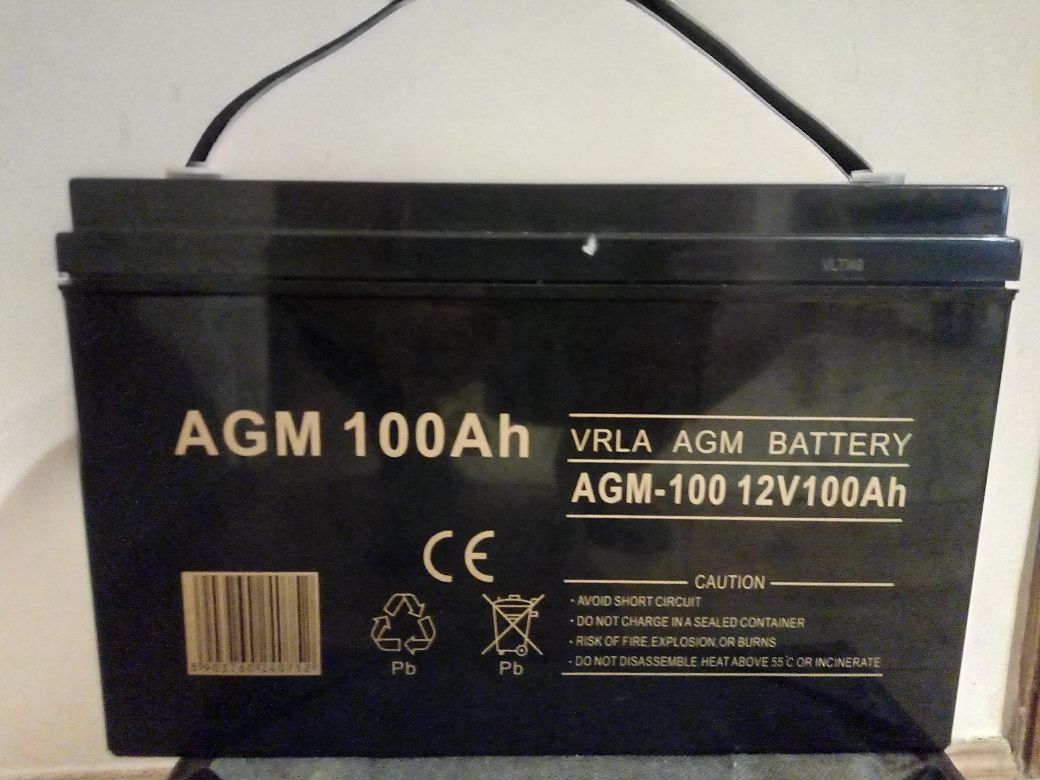 AGM 100Ah
VRLA AGM BATTERY
AGM-100 12V100Ah
CE
CAUTION
· AVOID SHORT CIRCUIT
· DO NOT CHARGE IN A SEALED CONTAINER
· RISK OF FIRE, EXPLOSION, OR BURNS
· DO NOT DISASSEMBLE, HEAT ABOVE 55°C OR INCINERATE
Pb
Pb